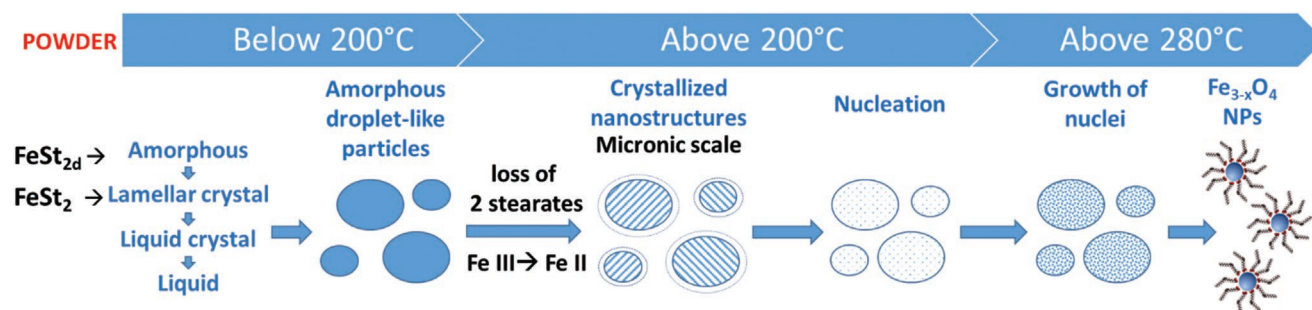 POWDER
Below 200°C
Above 200°C
Above 280°C
FeSt2d →
FeSt2 →
Amorphous
Lamellar crystal
Liquid crystal
Liquid
Amorphous
droplet-like
particles
loss of
2 stearates
Fe III→ Fe II
Crystallized
nanostructures
Micronic scale
Nucleation
Growth of
nuclei
Fe3-xO4
NPs